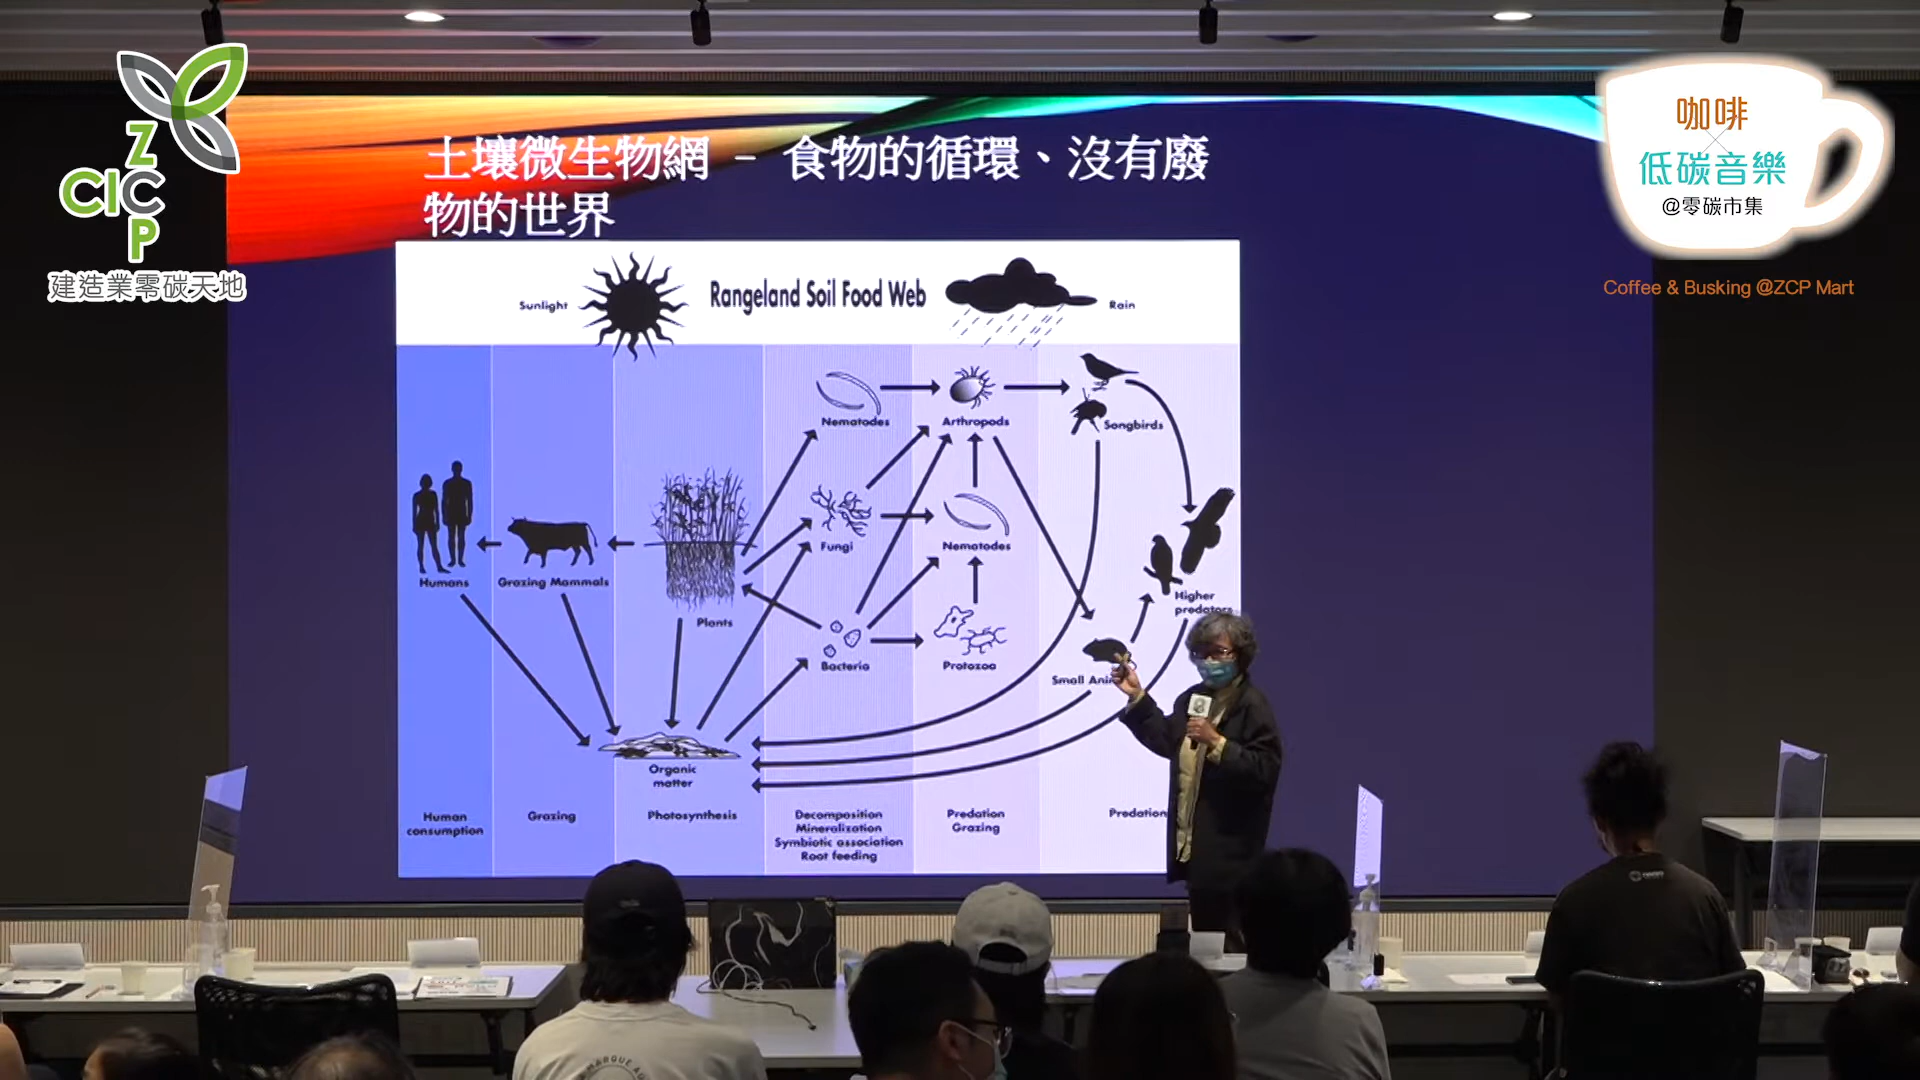 土壤微生物網 – 食物的循環、沒有廢
物的世界
Z
CIC
P
建造業零碳天地
咖啡
低碳音樂
@零碳市集
Coffee & Busking @ZCP Mart
Sunlight
Rangeland Soil Food Web
Rain
Nematodes
Arthropods
Songbirds
Humans
Grazing Mammals
Fungi
Nematodes
Higher
predators
Plants
Bacteria
Protozoa
Small Ani
Organic
matter
Human
consumption
Grazing
Photosynthesis
Decomposition
Mineralization
Symbiotic association
Root feeding
Predation
Grazing
Predation